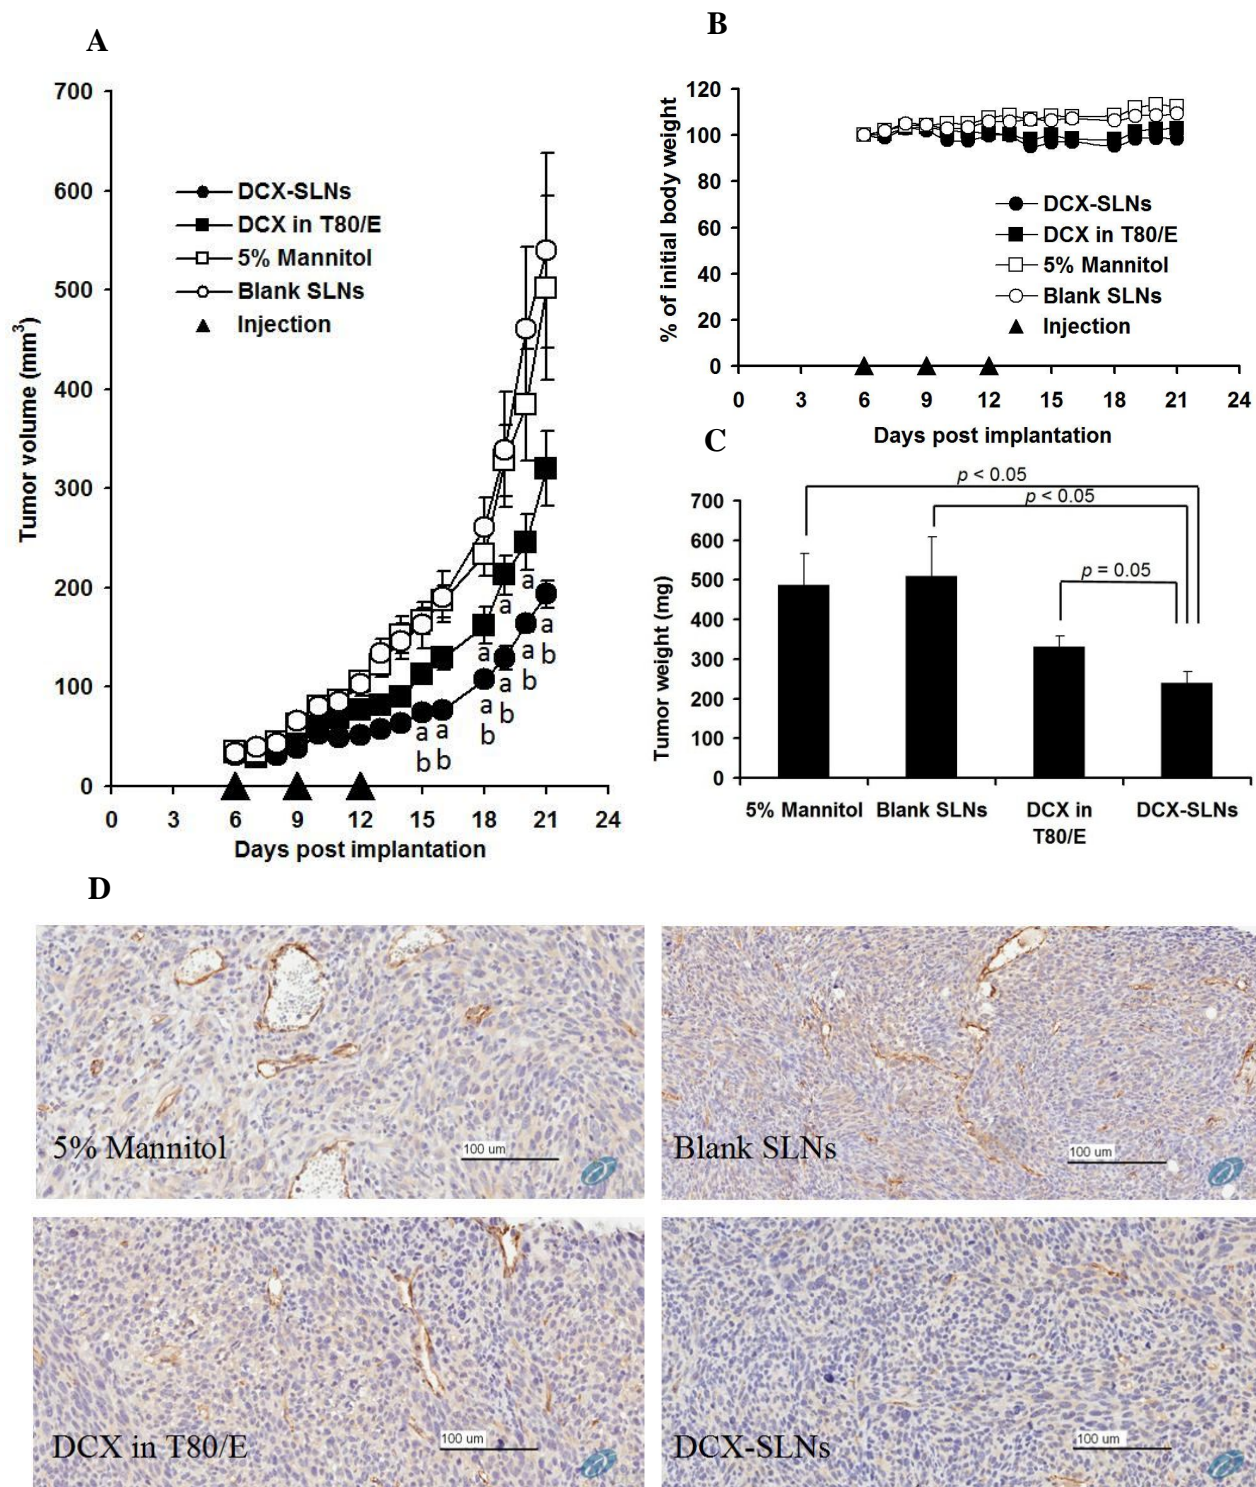 A
700
600
500
400
300
200
100
0
Tumor volume (mm³)
DCX-SLNs
DCX in T80/E
5% Mannitol
Blank SLNs
Injection
a
a
a
a
b
a
b
a
b
a
b
a
b
a
b
0 3 6 9 12 15 18 21 24
Days post implantation
B
120
100
80
60
40
20
0
% of initial body weight
DCX-SLNs
DCX in T80/E
5% Mannitol
Blank SLNs
Injection
0 3 6 9 12 15 18 21 24
Days post implantation
C
p < 0.05
p < 0.05
p = 0.05
700
600
500
400
300
200
100
0
Tumor weight (mg)
5% Mannitol Blank SLNs DCX in T80/E DCX-SLNs
D
5% Mannitol
100 um
Blank SLNs
100 um
DCX in T80/E
100 um
DCX-SLNs
100 um